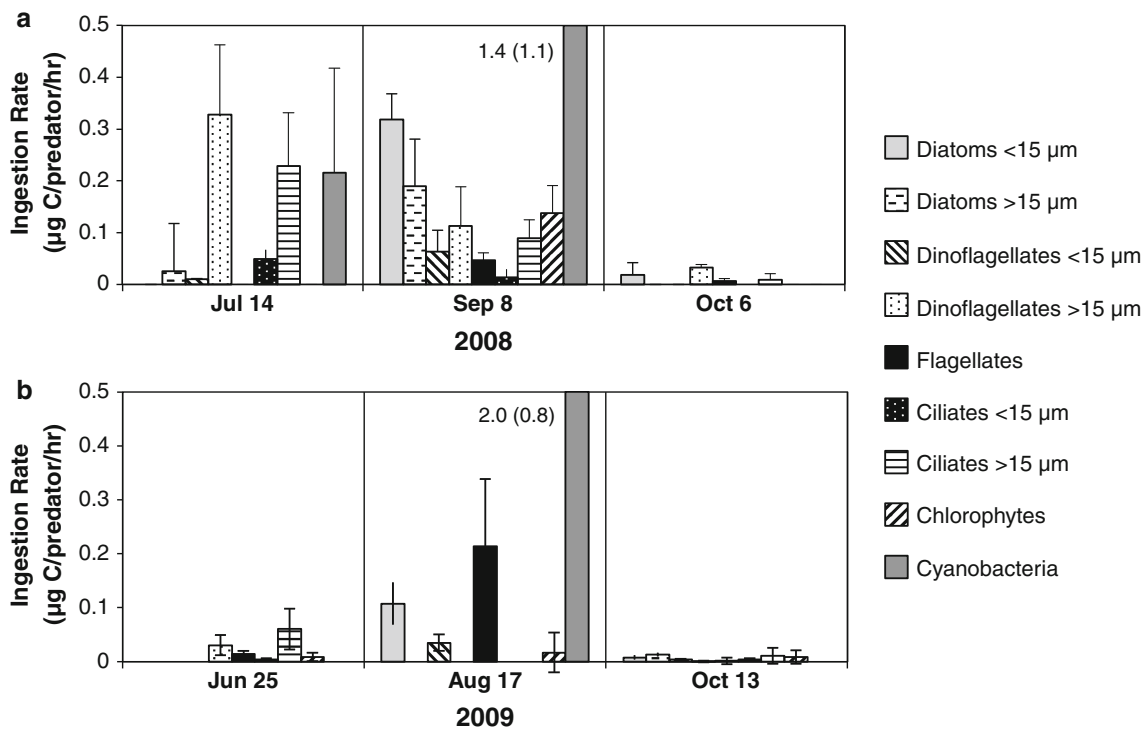 a
Ingestion Rate
(µg C/predator/hr)
0.5
0.4
0.3
0.2
0.1
0
1.4 (1.1)
Jul 14
Sep 8
Oct 6
2008
b
Ingestion Rate
(µg C/predator/hr)
0.5
0.4
0.3
0.2
0.1
0
2.0 (0.8)
Jun 25
Aug 17
Oct 13
2009
Diatoms <15 µm
Diatoms >15 µm
Dinoflagellates <15 µm
Dinoflagellates >15 µm
Flagellates
Ciliates <15 µm
Ciliates >15 µm
Chlorophytes
Cyanobacteria